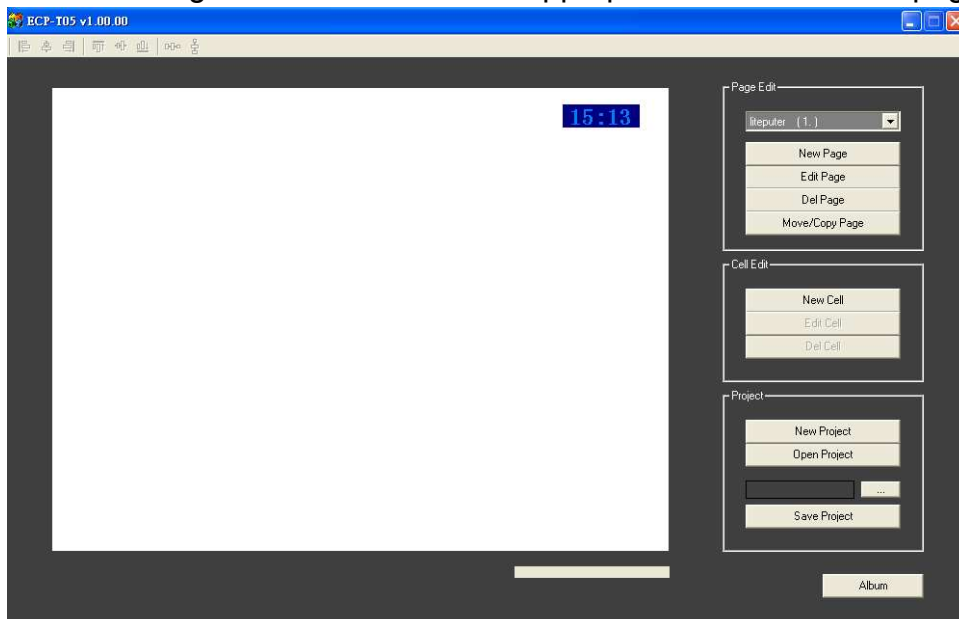 ECP-T05 v1.00.00
15:13
Page Edit
liteputer (1.)
New Page
Edit Page
Del Page
Move/Copy Page
Cell Edit
New Cell
Edit Cell
Del Cell
Project
New Project
Open Project
...
Save Project
Album